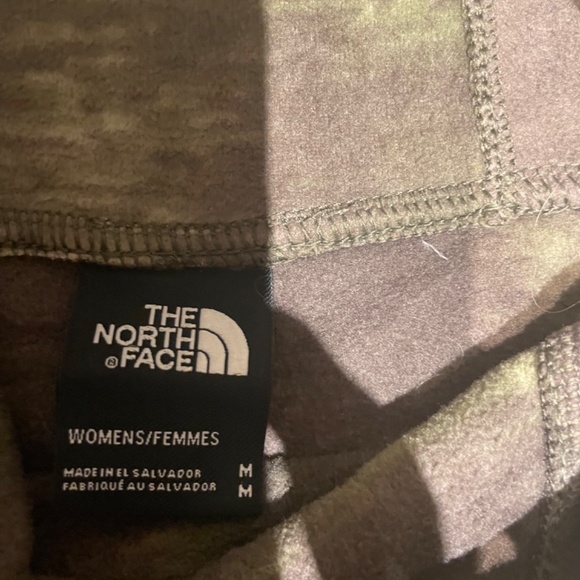 THE
NORTH
FACE
WOMENS/FEMMES
MADE IN EL SALVADOR M
FABRIQUÉ AU SALVADOR M